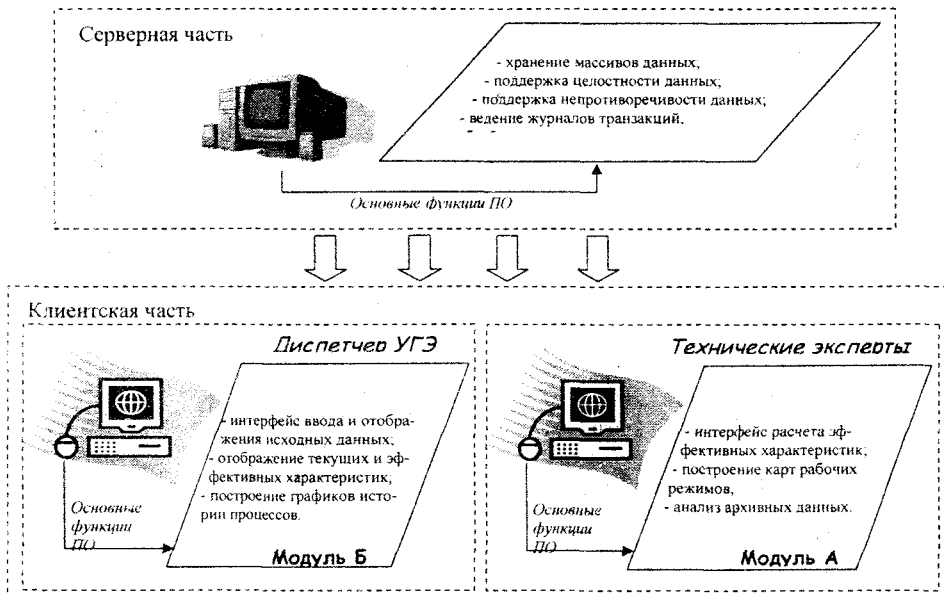 Серверная часть
- хранение массивов данных;
- поддержка целостности данных;
- поддержка непротиворечивости данных;
- ведение журналов транзакций.
Основные функции ПО
Клиентская часть
Диспетчер УГЭ
- интерфейс ввода и отобра-
жения исходных данных;
- отображение текущих и эф-
фективных характеристик;
- построение графиков исто-
рии процессов.
Основные
функции
ПО
Модуль Б
Технические эксперты
- интерфейс расчета эф-
фективных характеристик;
- построение карт рабочих
режимов,
- анализ архивных данных.
Основные
функции
ПО
Модуль А